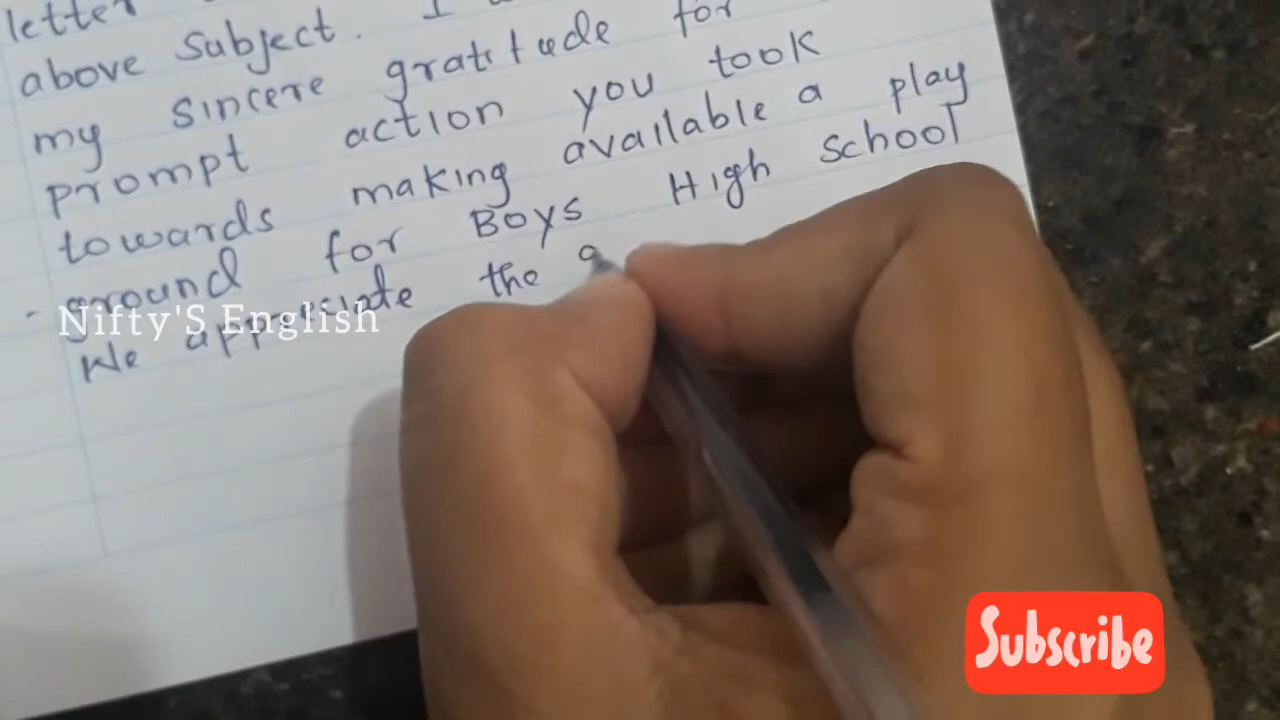 letter
above subject. I
my sincere gratitude for
prompt action you took
towards making available a play
ground for Boys High school
We appreciate the
Nifty'S English
Subscribe